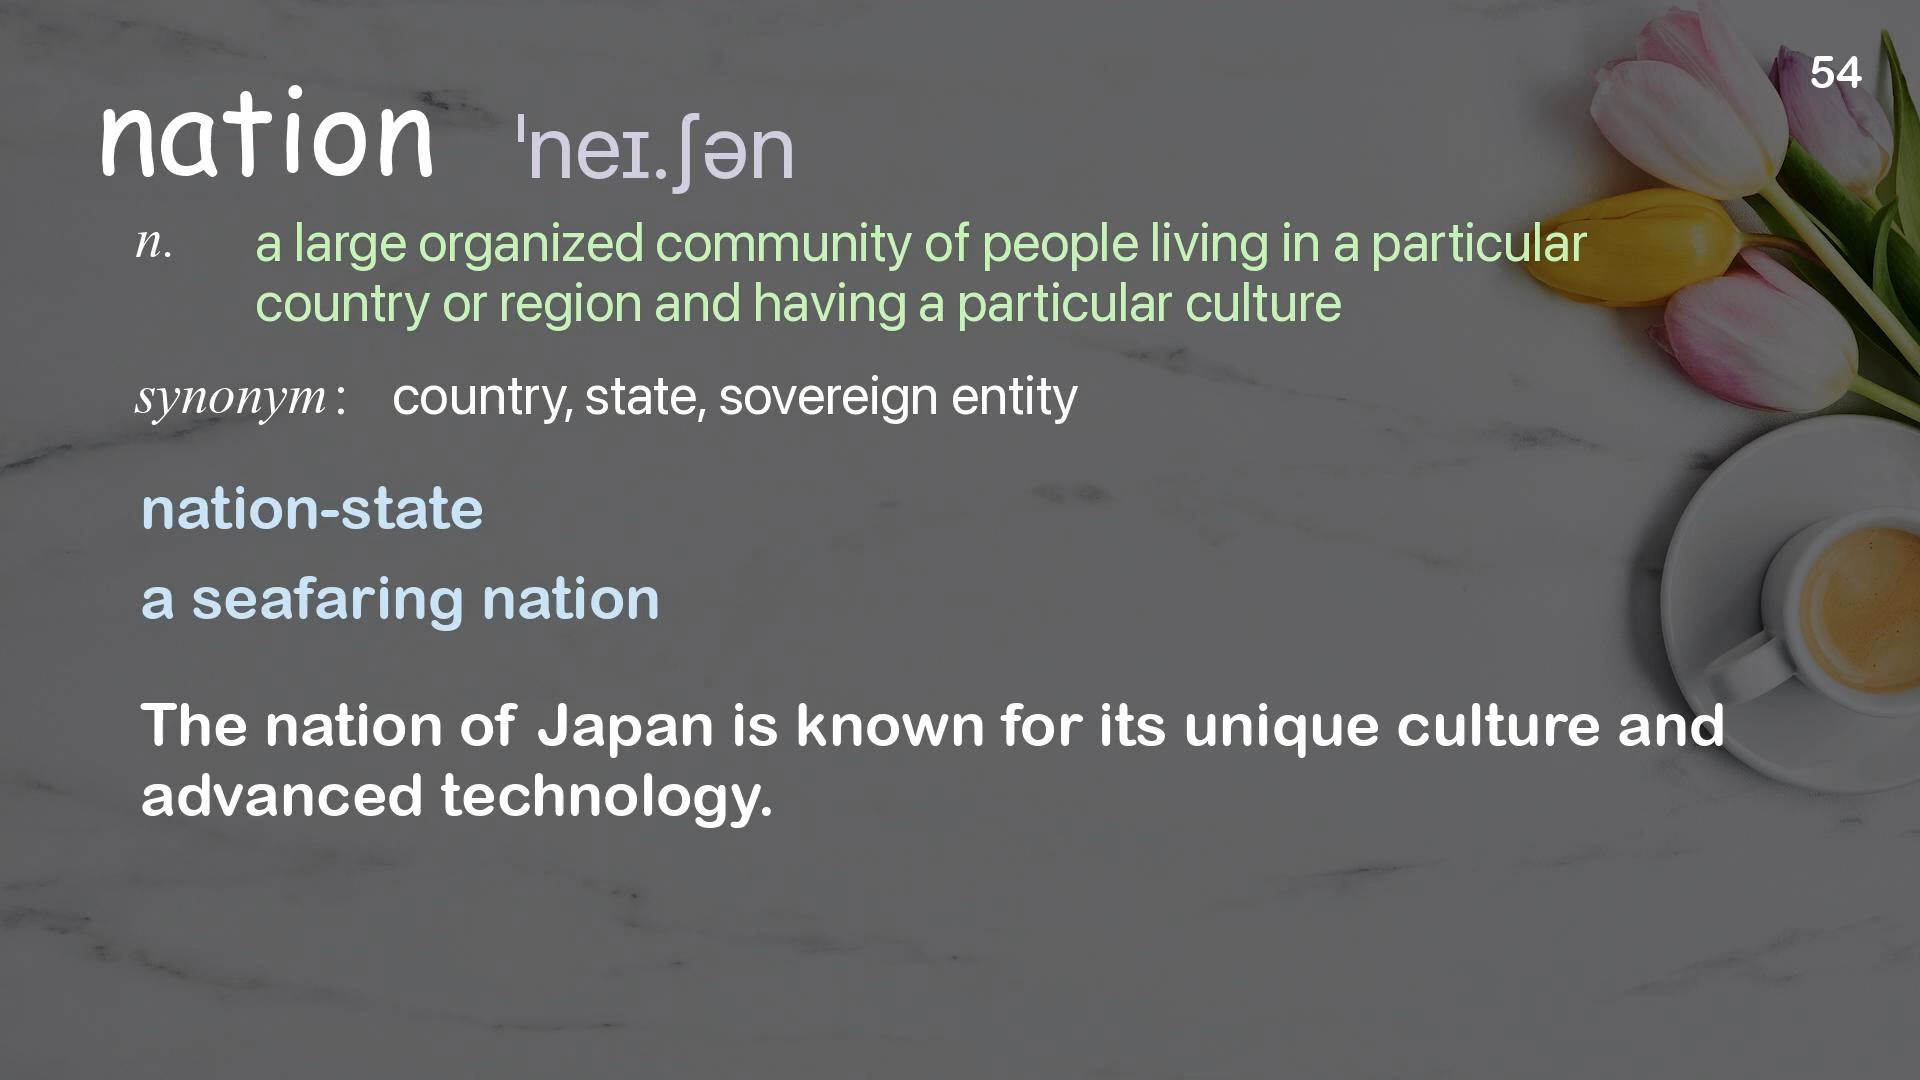 54
nation ˈneɪ.ʃən
n. a large organized community of people living in a particular
country or region and having a particular culture
synonym: country, state, sovereign entity
nation-state
a seafaring nation
The nation of Japan is known for its unique culture and
advanced technology.